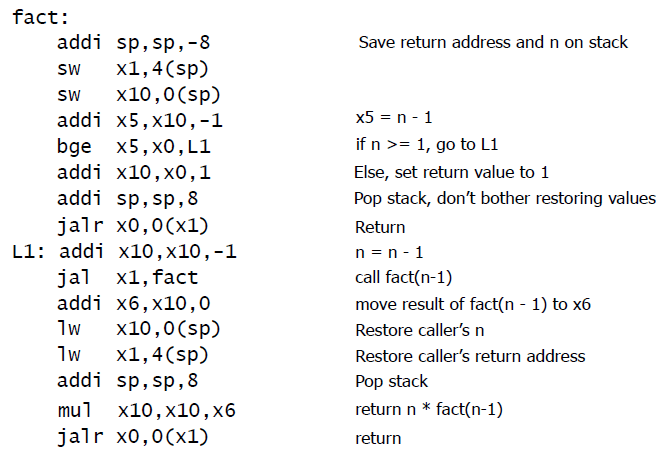 fact:
addi sp,sp,-8 Save return address and n on stack
sw x1,4(sp)
sw x10,0(sp)
addi x5,x10,-1 x5 = n - 1
bge x5,x0,L1 if n >= 1, go to L1
addi x10,x0,1 Else, set return value to 1
addi sp,sp,8 Pop stack, don’t bother restoring values
jalr x0,0(x1) Return
L1: addi x10,x10,-1 n = n - 1
jal x1,fact call fact(n-1)
addi x6,x10,0 move result of fact(n - 1) to x6
lw x10,0(sp) Restore caller’s n
lw x1,4(sp) Restore caller’s return address
addi sp,sp,8 Pop stack
mul x10,x10,x6 return n * fact(n-1)
jalr x0,0(x1) return